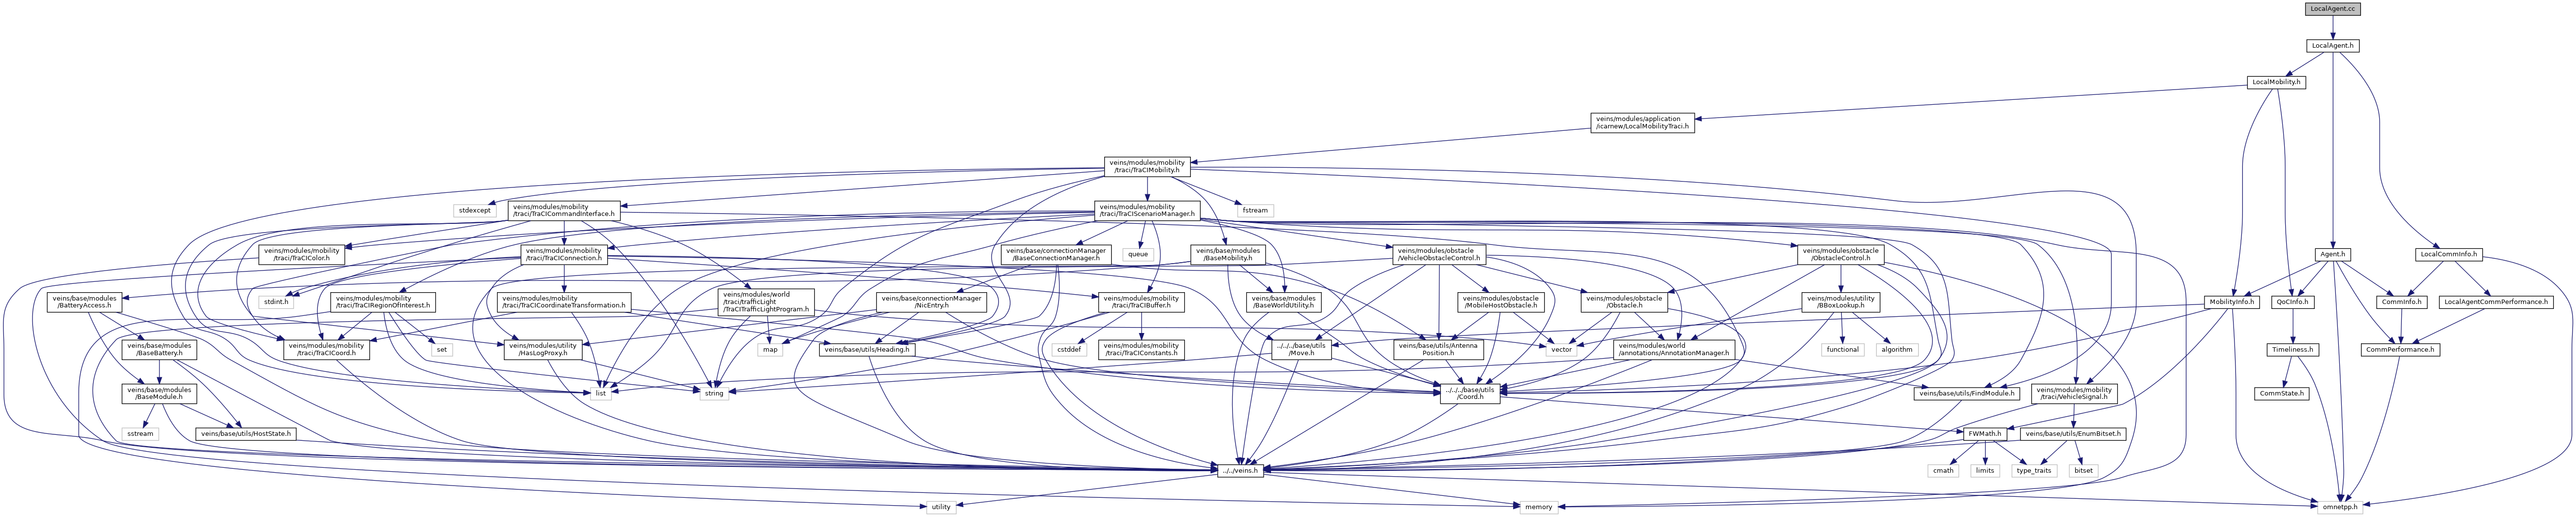 LocalAgent.cc
LocalAgent.h
LocalMobility.h
veins/modules/application
/icarnew/LocalMobilityTraci.h
veins/modules/mobility
/traci/TraCIMobility.h
stdexcept
veins/modules/mobility
/traci/TraCICommandInterface.h
veins/modules/mobility
/traci/TraCIScenarioManager.h
fstream
veins/modules/mobility
/traci/TraCIColor.h
veins/modules/mobility
/traci/TraCIConnection.h
veins/base/connectionManager
/BaseConnectionManager.h
queue
veins/base/modules
/BaseMobility.h
veins/modules/obstacle
/VehicleObstacleControl.h
veins/modules/obstacle
/ObstacleControl.h
Agent.h
LocalCommInfo.h
veins/base/modules
/BatteryAccess.h
stdint.h
veins/modules/mobility
/traci/TraCIRegionOfInterest.h
veins/modules/mobility
/traci/TraCICoordinateTransformation.h
veins/modules/world
/traci/trafficLight
/TraCITrafficLightProgram.h
veins/base/connectionManager
/NicEntry.h
veins/modules/mobility
/traci/TraCIBuffer.h
veins/base/modules
/BaseWorldUtility.h
veins/modules/obstacle
/MobileHostObstacle.h
veins/modules/obstacle
/Obstacle.h
veins/modules/utility
/BBoxLookup.h
MobilityInfo.h
QoCInfo.h
CommInfo.h
LocalAgentCommPerformance.h
veins/base/modules
/BaseBattery.h
veins/modules/mobility
/traci/TraCICoord.h
set
veins/modules/utility
/HasLogProxy.h
map
veins/base/utils/Heading.h
cstddef
veins/modules/mobility
/traci/TraCIConstants.h
../../../base/utils
/Move.h
veins/base/utils/Antenna
Position.h
vector
veins/modules/world
/annotations/AnnotationManager.h
functional
algorithm
Timeliness.h
CommPerformance.h
veins/base/modules
/BaseModule.h
list
string
../../../base/utils
/Coord.h
veins/base/utils/FindModule.h
veins/modules/mobility
/traci/VehicleSignal.h
CommState.h
sstream
veins/base/utils/HostState.h
FWMath.h
veins/base/utils/EnumBitset.h
../../veins.h
cmath
limits
type_traits
bitset
utility
memory
omnetpp.h